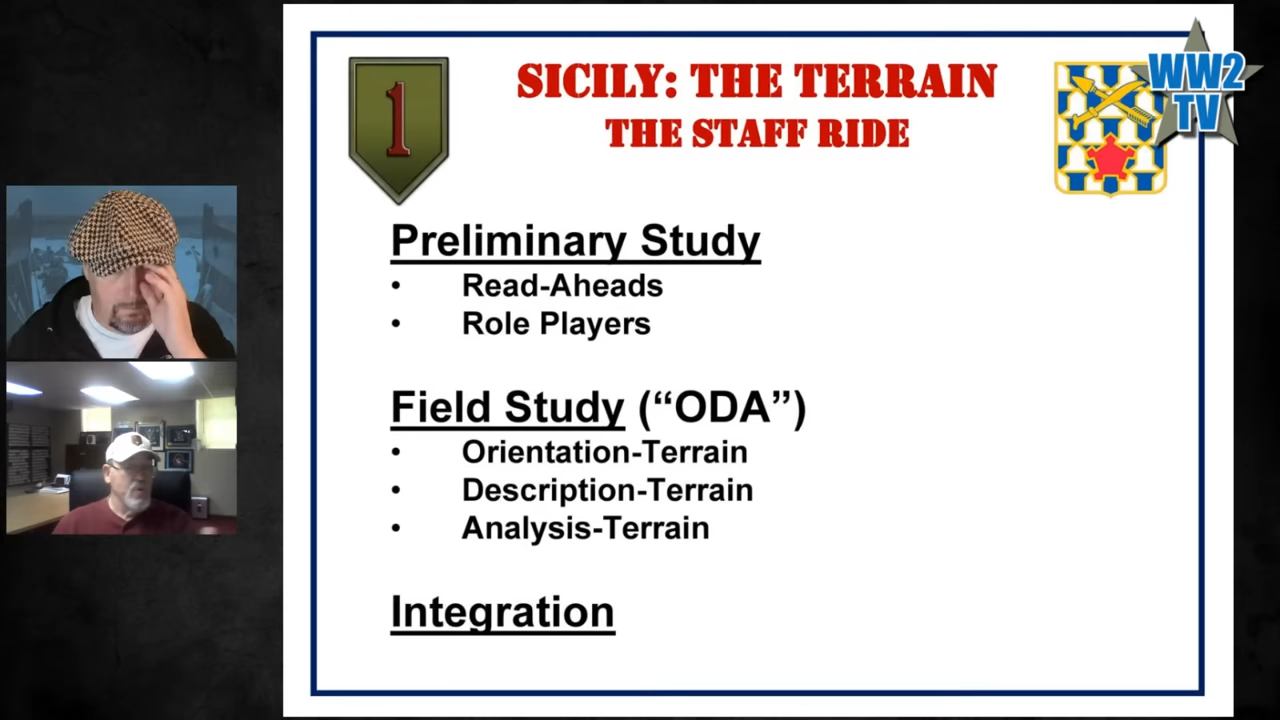 SICILY: THE TERRAIN
THE STAFF RIDE
1
WW2
TV
Preliminary Study
• Read-Aheads
• Role Players
Field Study (“ODA”)
• Orientation-Terrain
• Description-Terrain
• Analysis-Terrain
Integration